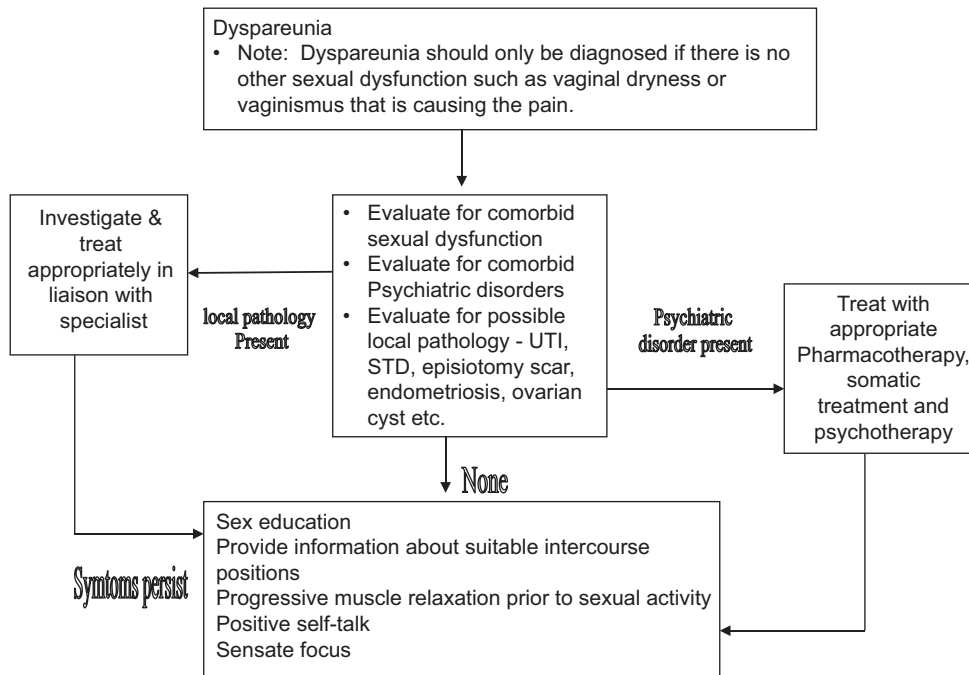 Dyspareunia
• Note: Dyspareunia should only be diagnosed if there is no
other sexual dysfunction such as vaginal dryness or
vaginismus that is causing the pain.
Investigate &
treat
appropriately in
liaison with
specialist
local pathology
Present
• Evaluate for comorbid
sexual dysfunction
• Evaluate for comorbid
Psychiatric disorders
• Evaluate for possible
local pathology - UTI,
STD, episiotomy scar,
endometriosis, ovarian
cyst etc.
Psychiatric
disorder present
Treat with
appropriate
Pharmacotherapy,
somatic
treatment and
psychotherapy
None
Symtoms persist
Sex education
Provide information about suitable intercourse
positions
Progressive muscle relaxation prior to sexual activity
Positive self-talk
Sensate focus